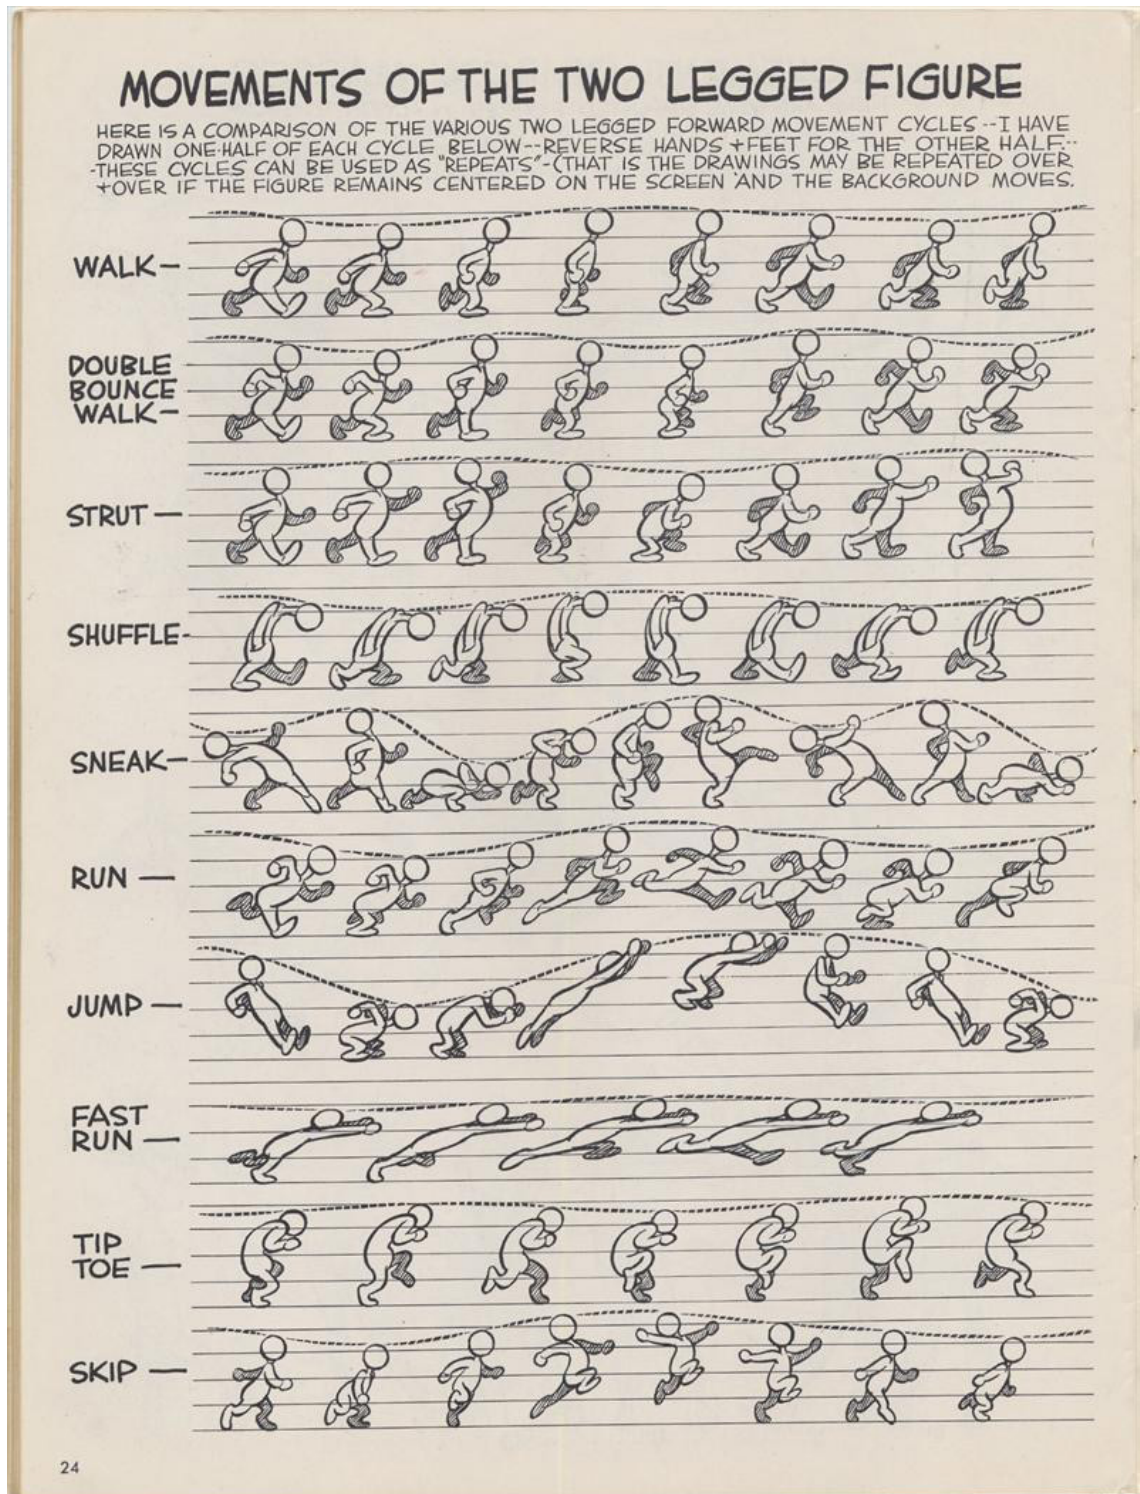 MOVEMENTS OF THE TWO LEGGED FIGURE
HERE IS A COMPARISON OF THE VARIOUS TWO LEGGED FORWARD MOVEMENT CYCLES--I HAVE
DRAWN ONE-HALF OF EACH CYCLE BELOW--REVERSE HANDS + FEET FOR THE OTHER HALF.--
-THESE CYCLES CAN BE USED AS "REPEATS"-(THAT IS THE DRAWINGS MAY BE REPEATED OVER
+ OVER IF THE FIGURE REMAINS CENTERED ON THE SCREEN AND THE BACKGROUND MOVES.
WALK-
DOUBLE
BOUNCE
WALK-
STRUT-
SHUFFLE-
SNEAK-
RUN-
JUMP-
FAST
RUN-
TIP
TOE-
SKIP-
24